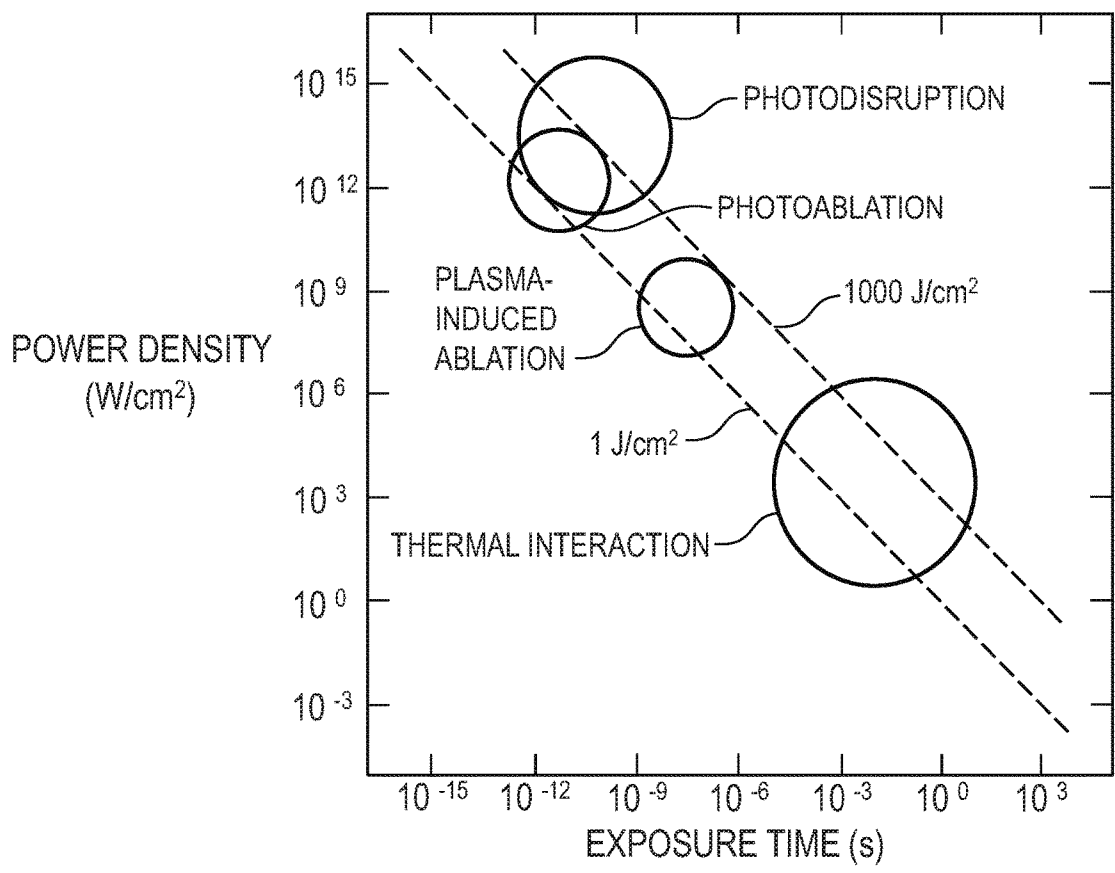 10 15
10 12
10 9
10 6
10 3
10 0
10 -3
POWER DENSITY
(W/cm2)
PHOTODISRUPTION
PHOTOABLATION
PLASMA-
INDUCED
ABLATION
1000 J/cm2
1 J/cm2
THERMAL INTERACTION
10 -15 10 -12 10 -9 10 -6 10 -3 10 0 10 3
EXPOSURE TIME (s)